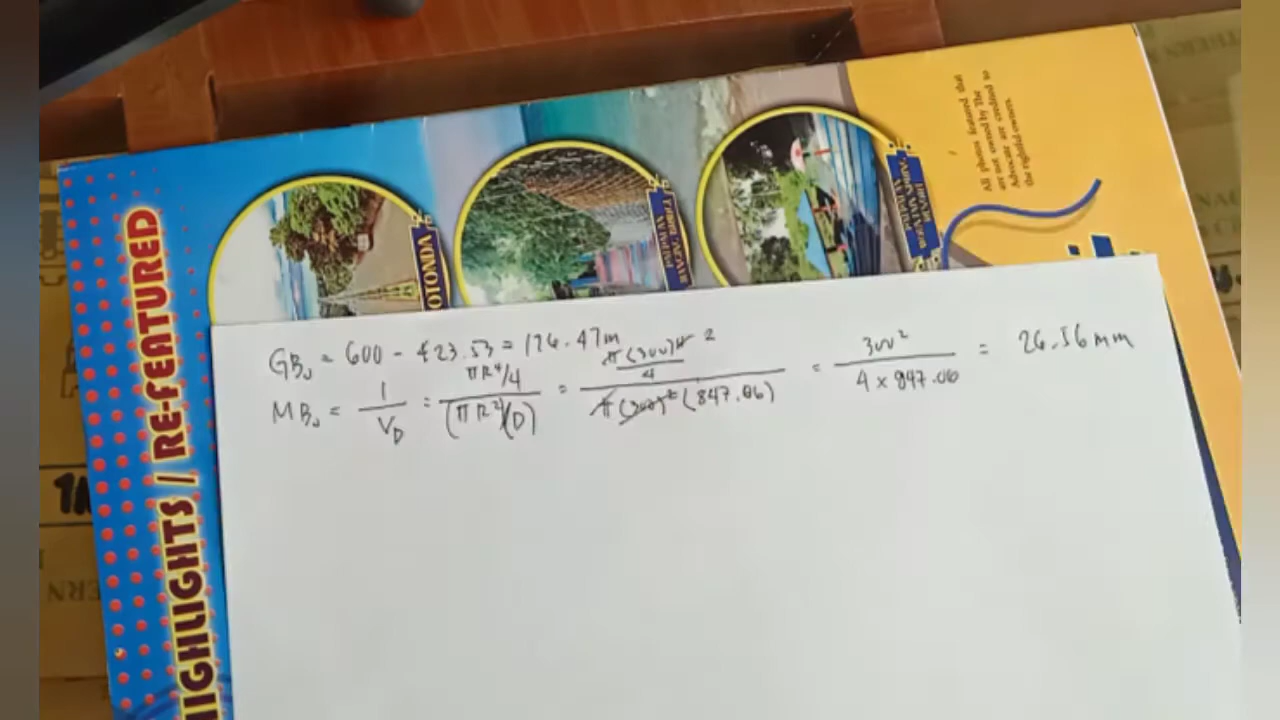 All photos featured that
are not owned by The
Advocate are credited to
the rightful owners.
OTONDA
HIGHLIGHTS / RE-FEATURED
GB₀ = 600 - 423.53 = 176.47m
MB₀ = 1/V_D = (πR⁴/4)/((πR²)(D)) = (π(300)⁴ ²/4)/(π(300)²(847.06)) = 300²/(4 × 847.06) = 26.56 mm